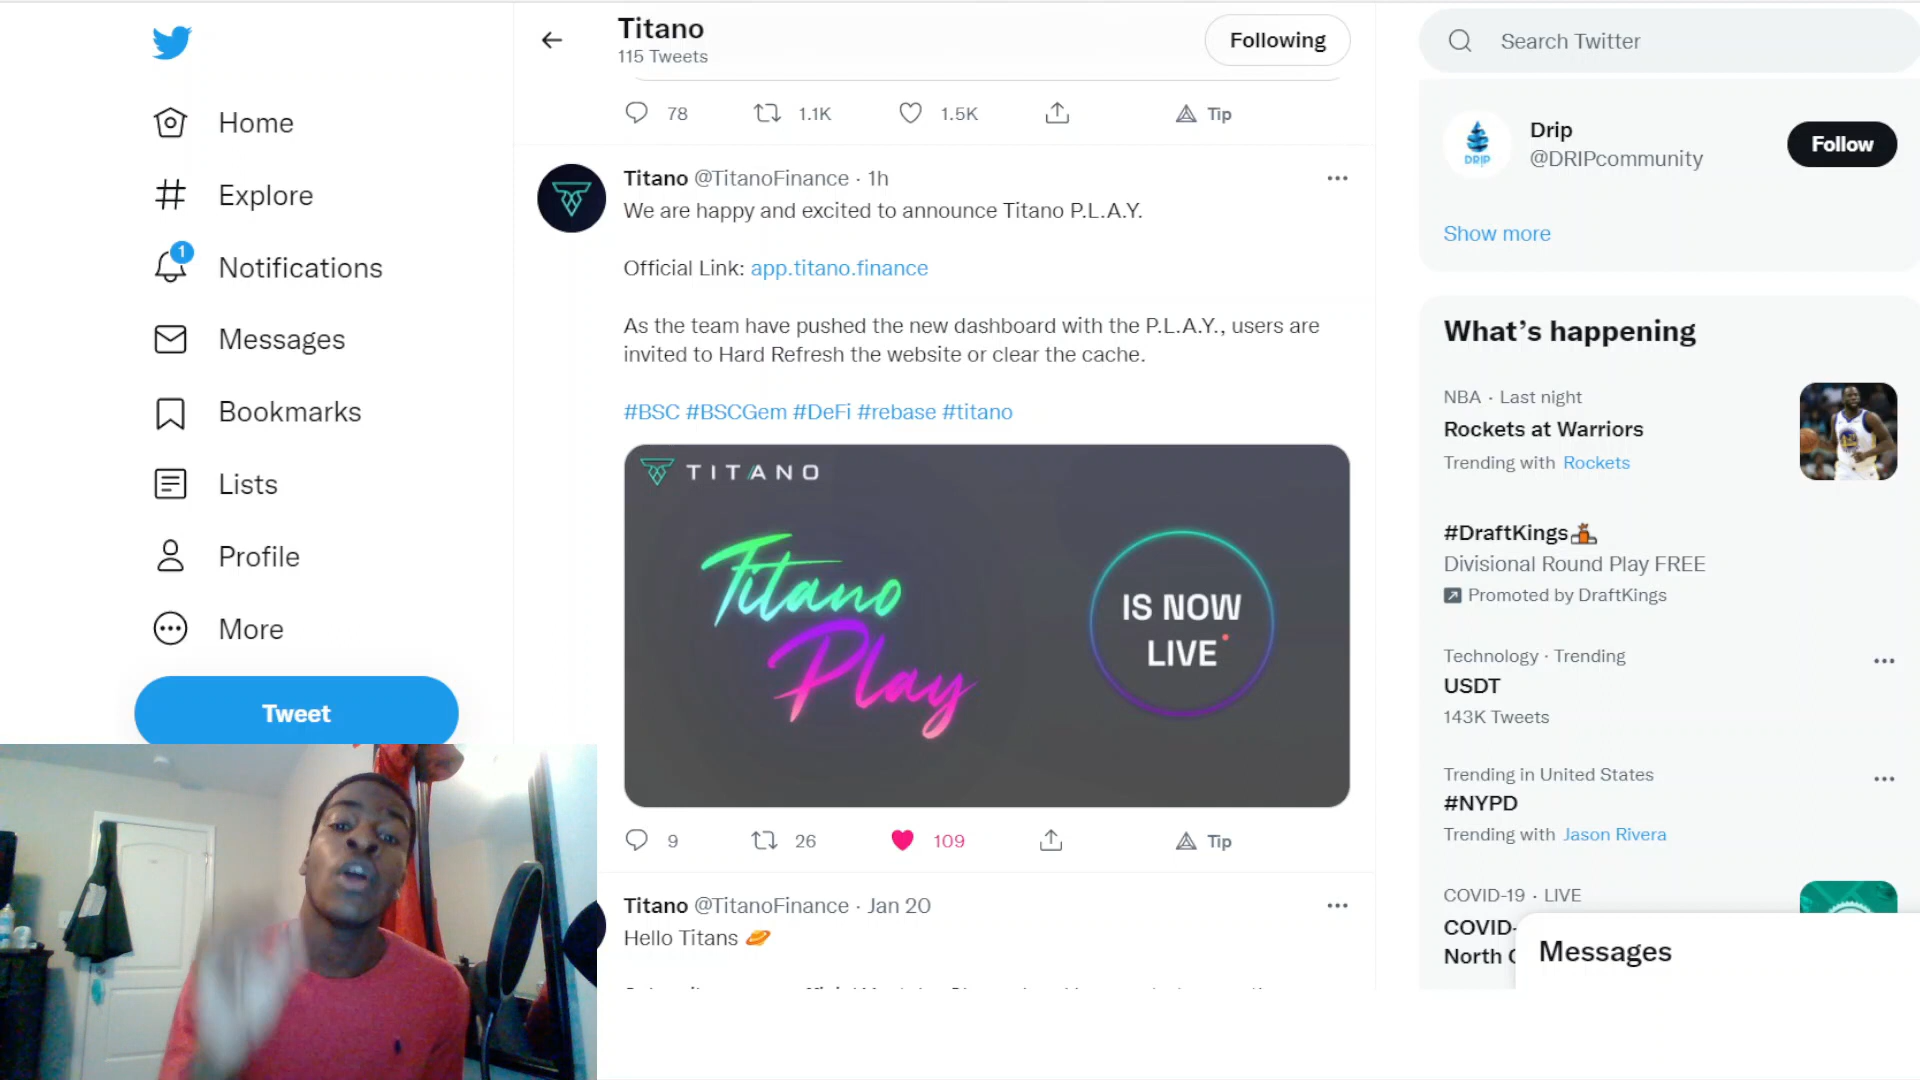 Home
Explore
1
Notifications
Messages
Bookmarks
Lists
Profile
More
Tweet
Titano
115 Tweets
Following
78 1.1K 1.5K Tip
Titano @TitanoFinance · 1h
We are happy and excited to announce Titano P.L.A.Y.
Official Link: app.titano.finance
As the team have pushed the new dashboard with the P.L.A.Y., users are
invited to Hard Refresh the website or clear the cache.
#BSC #BSCGem #DeFi #rebase #titano
TITANO
Titano
Play
IS NOW
LIVE
9 26 109 Tip
Titano @TitanoFinance · Jan 20
Hello Titans
Search Twitter
DRIP
Drip
@DRIPcommunity
Follow
Show more
What’s happening
NBA · Last night
Rockets at Warriors
Trending with Rockets
#DraftKings
Divisional Round Play FREE
Promoted by DraftKings
Technology · Trending
USDT
143K Tweets
Trending in United States
#NYPD
Trending with Jason Rivera
COVID-19 · LIVE
COVID-
North
Messages